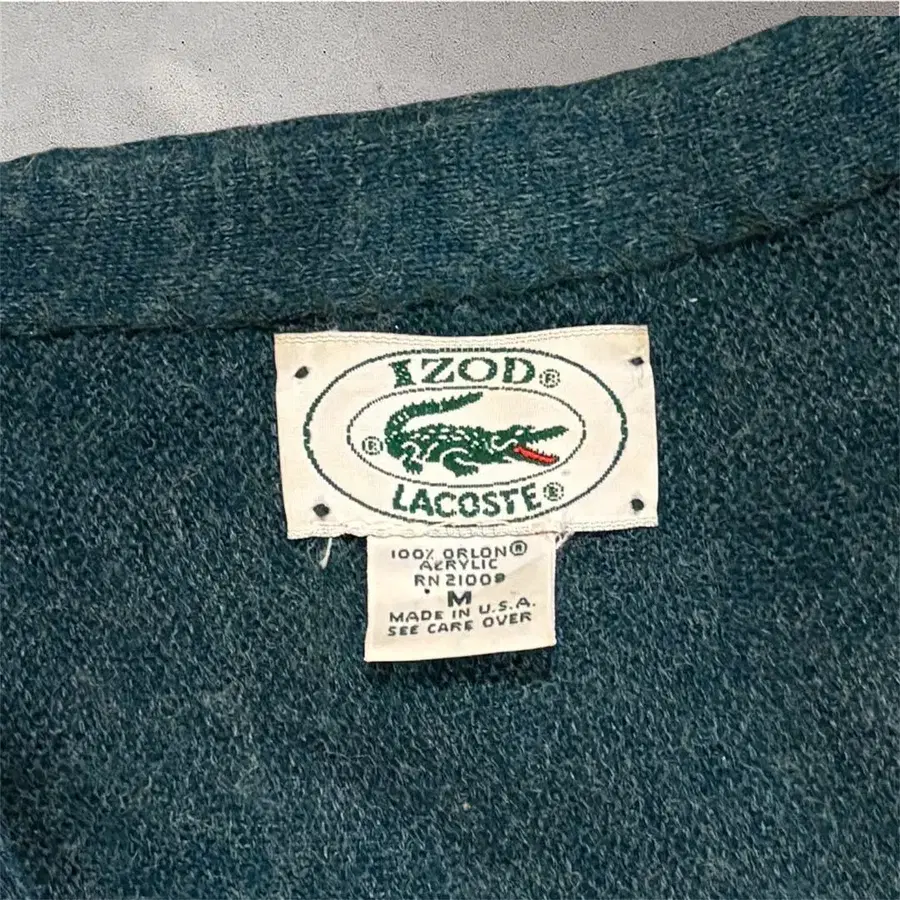 IZOD®
®
LACOSTE®
100% ORLON®
ACRYLIC
RN 21009
M
MADE IN U.S.A.
SEE CARE OVER